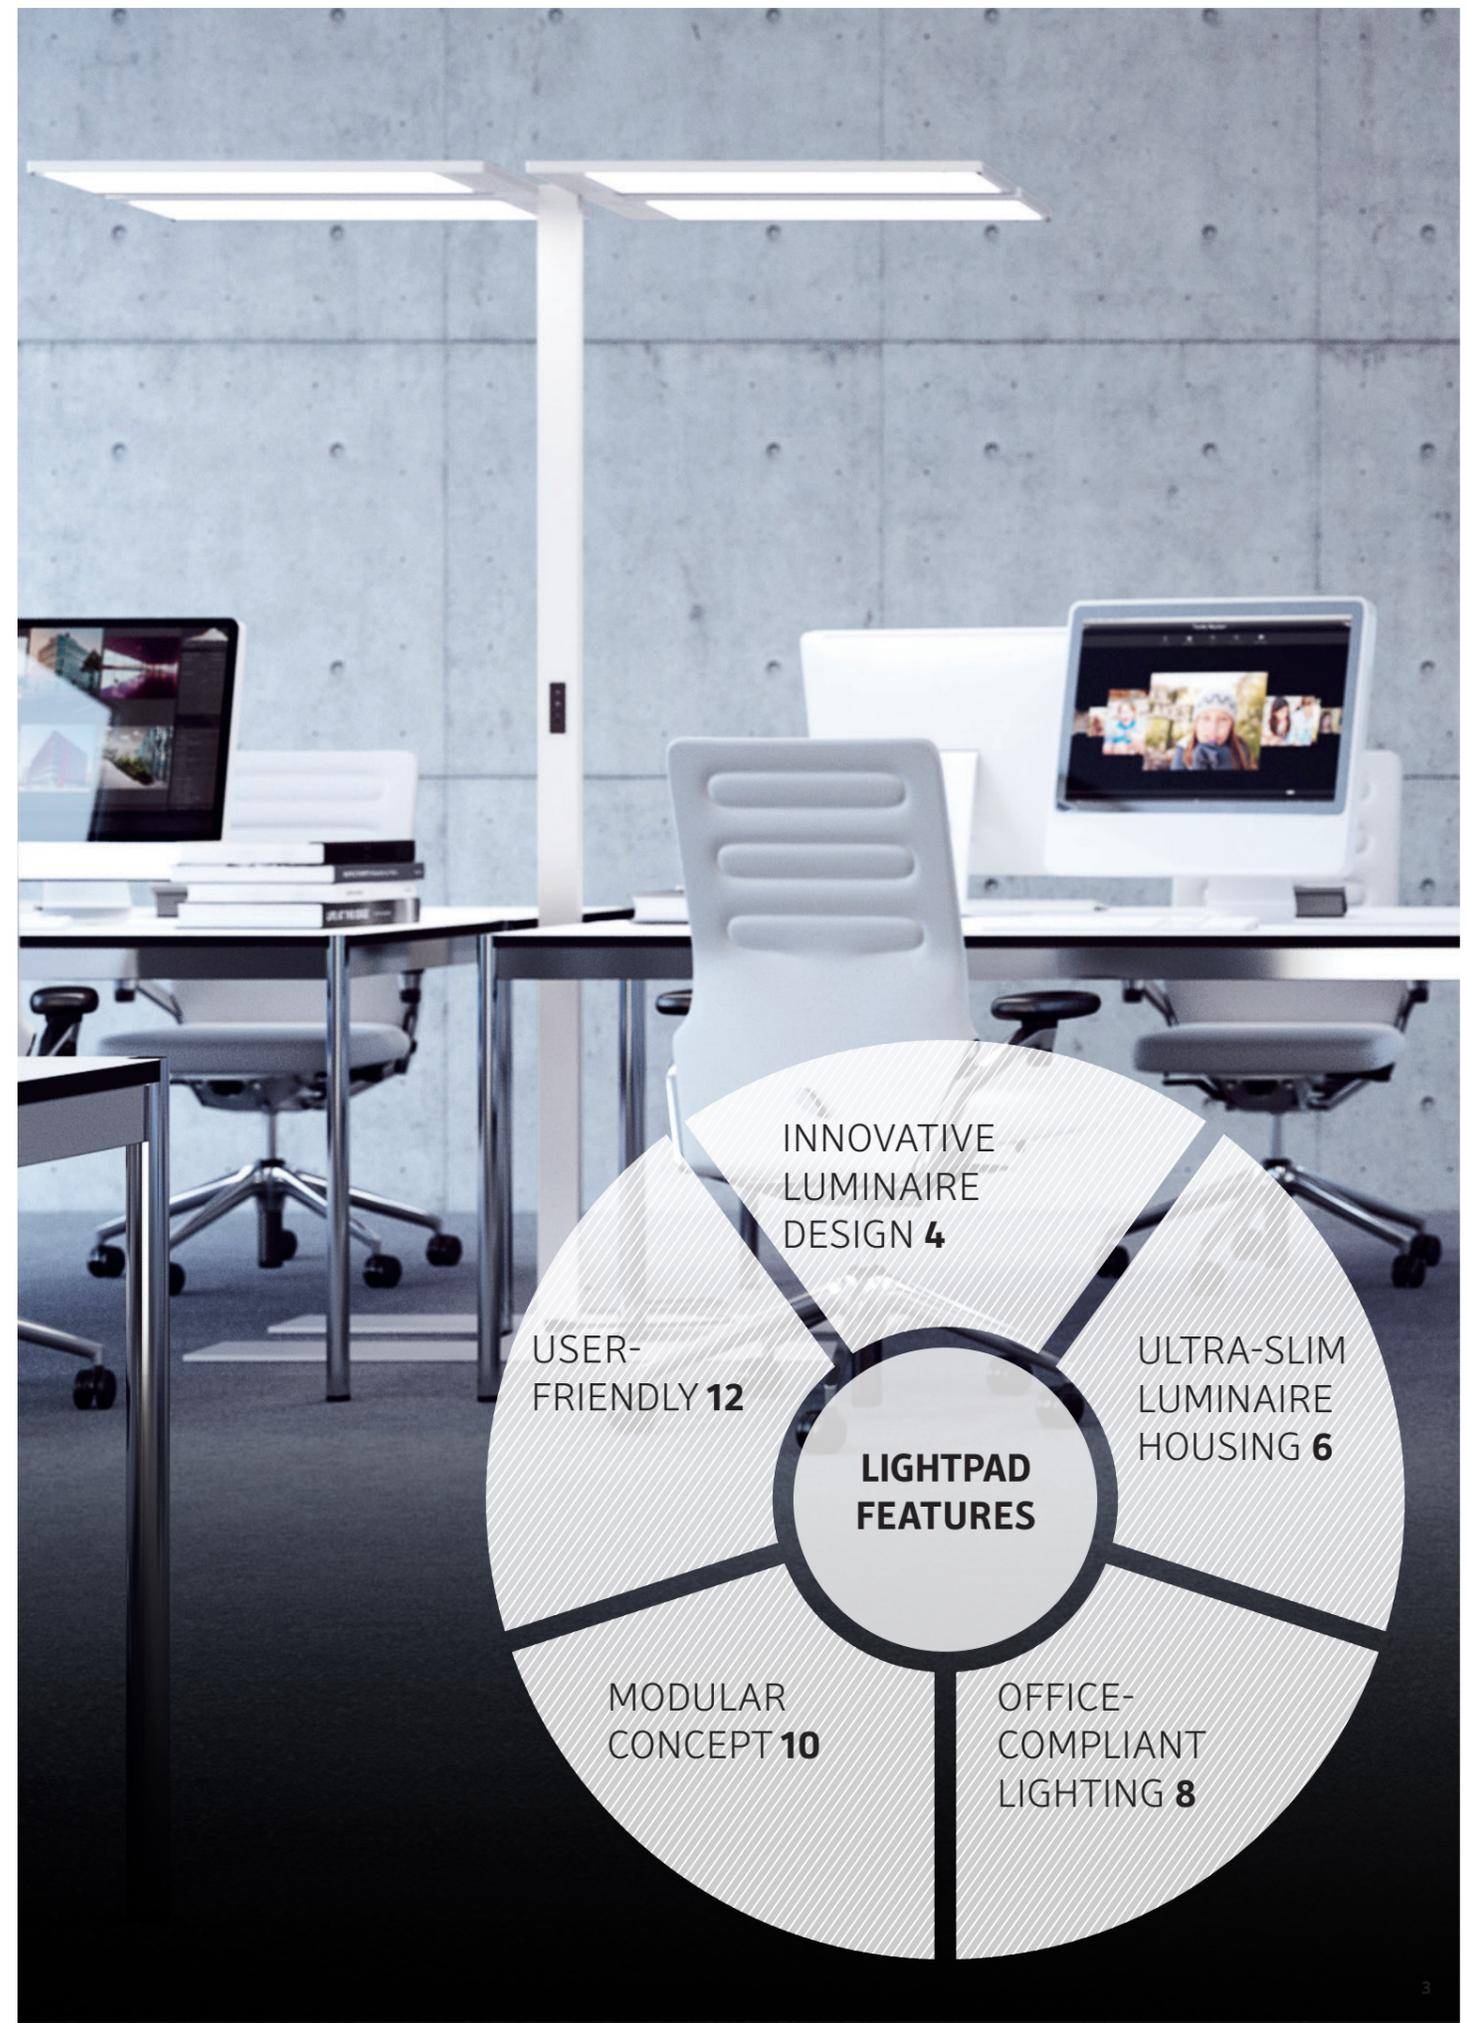 INNOVATIVE
LUMINAIRE
DESIGN 4
ULTRA-SLIM
LUMINAIRE
HOUSING 6
OFFICE-
COMPLIANT
LIGHTING 8
MODULAR
CONCEPT 10
USER-
FRIENDLY 12
LIGHTPAD
FEATURES
3